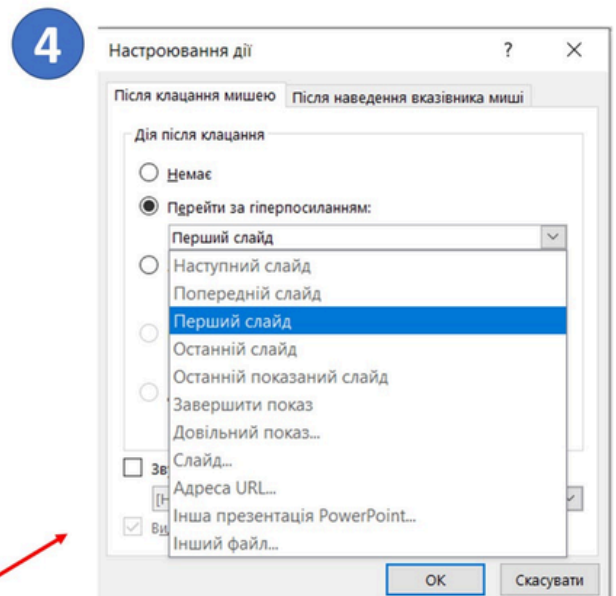 4
Настроювання дії ? ×
Після клацання мишею Після наведення вказівника миші
Дія після клацання
Немає
Перейти за гіперпосиланням:
Перший слайд
Наступний слайд
Попередній слайд
Перший слайд
Останній слайд
Останній показаний слайд
Завершити показ
Довільний показ...
Слайд...
Адреса URL...
Інша презентація PowerPoint...
Інший файл...
ОК Скасувати